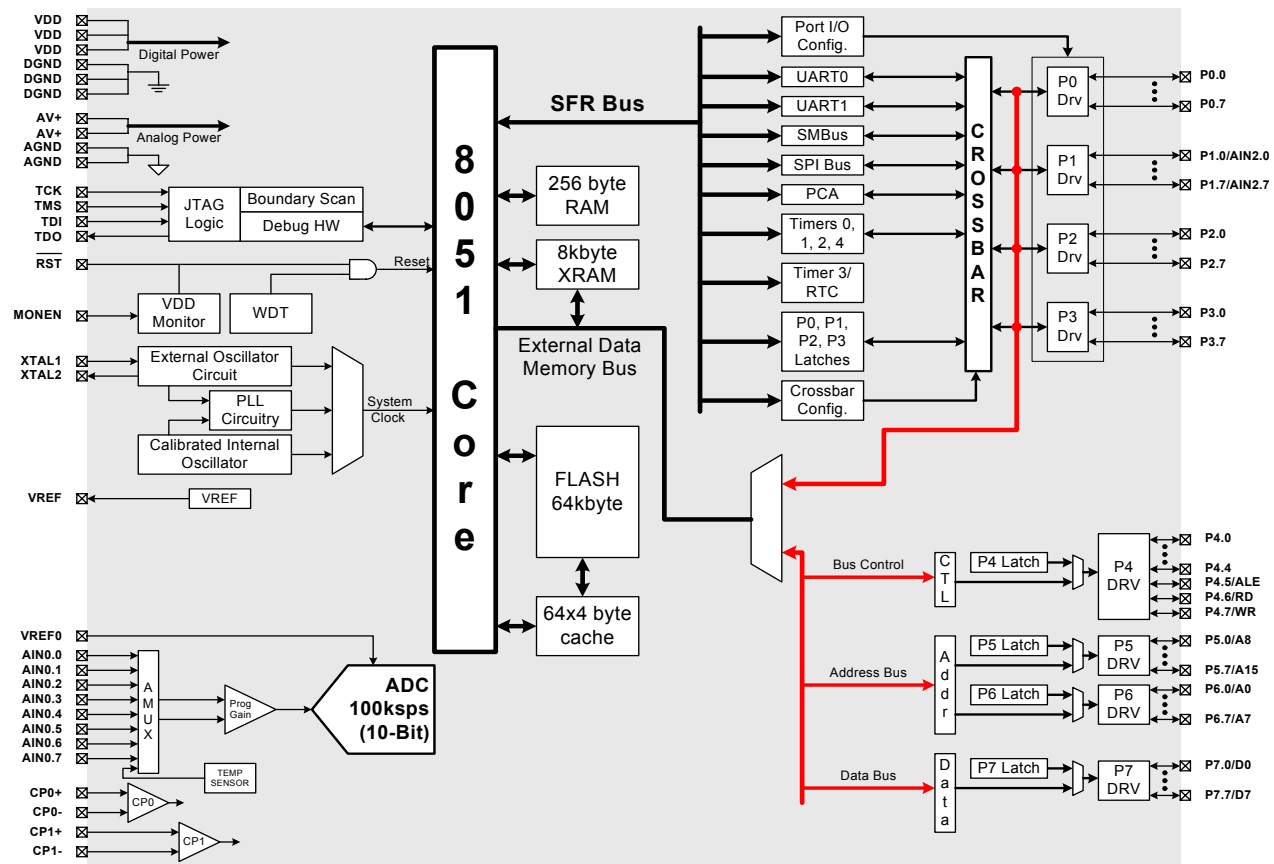 VDD
VDD
VDD
Digital Power
DGND
DGND
DGND
AV+
AV+
Analog Power
AGND
AGND
TCK
TMS
TDI
TDO
JTAG
Logic
Boundary Scan
Debug HW
RST
Reset
MONEN
VDD
Monitor
WDT
XTAL1
XTAL2
External Oscillator
Circuit
PLL
Circuitry
Calibrated Internal
Oscillator
System
Clock
VREF
VREF
VREF0
AIN0.0
AIN0.1
AIN0.2
AIN0.3
AIN0.4
AIN0.5
AIN0.6
AIN0.7
AMUX
Prog
Gain
ADC
100ksps
(10-Bit)
TEMP
SENSOR
CP0+
CP0-
CP0
CP1+
CP1-
CP1
8051 Core
SFR Bus
256 byte
RAM
8kbyte
XRAM
External Data
Memory Bus
FLASH
64kbyte
64x4 byte
cache
Port I/O
Config.
UART0
UART1
SMBus
SPI Bus
PCA
Timers 0,
1, 2, 4
Timer 3/
RTC
P0, P1,
P2, P3
Latches
Crossbar
Config.
CROSSBAR
P0
Drv
P0.0
P0.7
P1
Drv
P1.0/AIN2.0
P1.7/AIN2.7
P2
Drv
P2.0
P2.7
P3
Drv
P3.0
P3.7
Bus Control
CTL
P4 Latch
P4
DRV
P4.0
P4.4
P4.5/ALE
P4.6/RD
P4.7/WR
Address Bus
Addr
P5 Latch
P5
DRV
P5.0/A8
P5.7/A15
P6 Latch
P6
DRV
P6.0/A0
P6.7/A7
Data Bus
Data
P7 Latch
P7
DRV
P7.0/D0
P7.7/D7